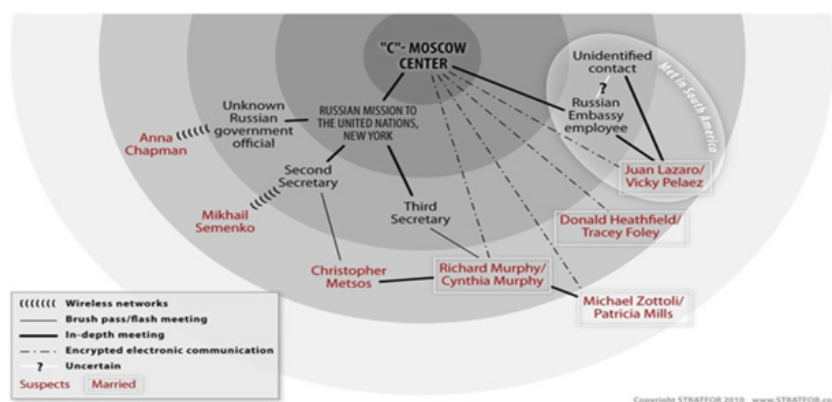 "C"- MOSCOW
CENTER
Unidentified
contact
?
Russian
Embassy
employee
Met in South America
Unknown
Russian
government
official
RUSSIAN MISSION TO
THE UNITED NATIONS,
NEW YORK
Anna
Chapman
Second
Secretary
Juan Lazaro/
Vicky Pelaez
Mikhail
Semenko
Third
Secretary
Donald Heathfield/
Tracey Foley
Christopher
Metsos
Richard Murphy/
Cynthia Murphy
Michael Zottoli/
Patricia Mills
Wireless networks
Brush pass/flash meeting
In-depth meeting
Encrypted electronic communication
? Uncertain
Suspects Married
Copyright STRATFOR 2010 www.STRATFOR.co